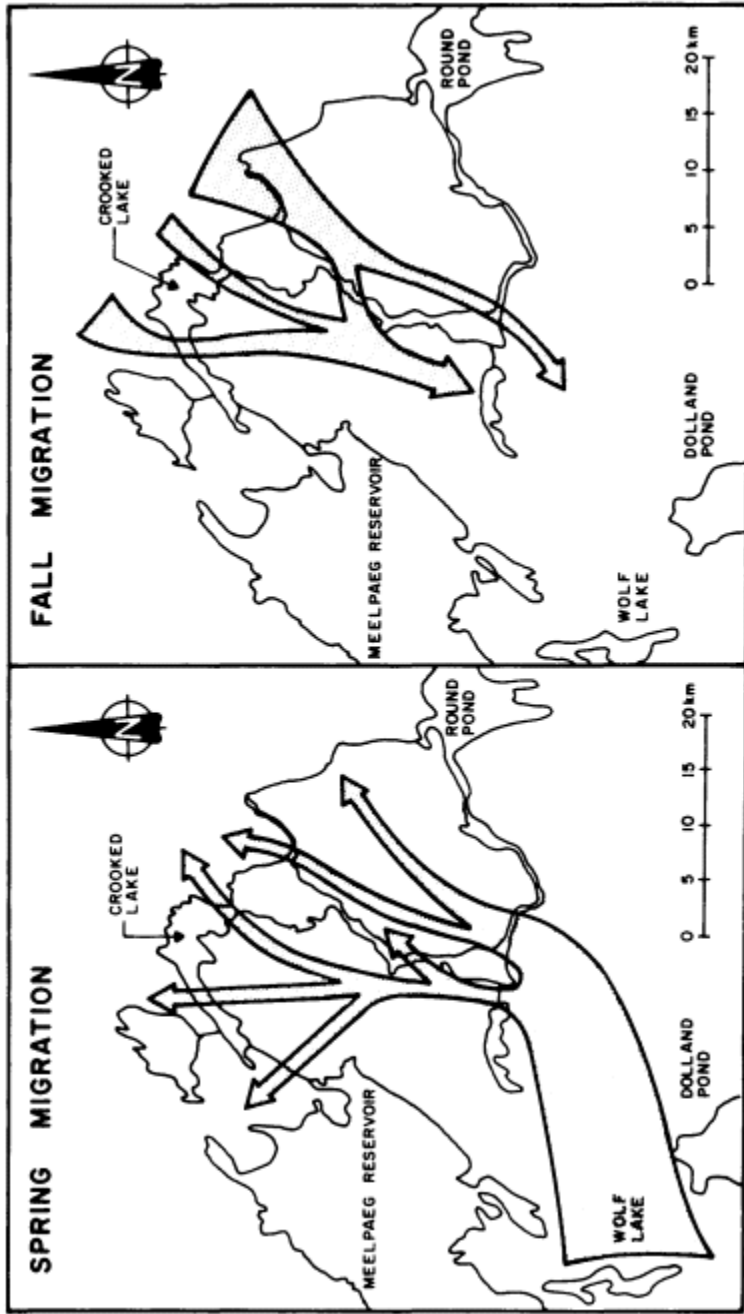 SPRING MIGRATION
N
CROOKED
LAKE
ROUND
POND
MEELPAEG RESERVOIR
WOLF
LAKE
DOLLAND
POND
0 5 10 15 20 km
FALL MIGRATION
N
CROOKED
LAKE
ROUND
POND
MEELPAEG RESERVOIR
WOLF
LAKE
DOLLAND
POND
0 5 10 15 20 km